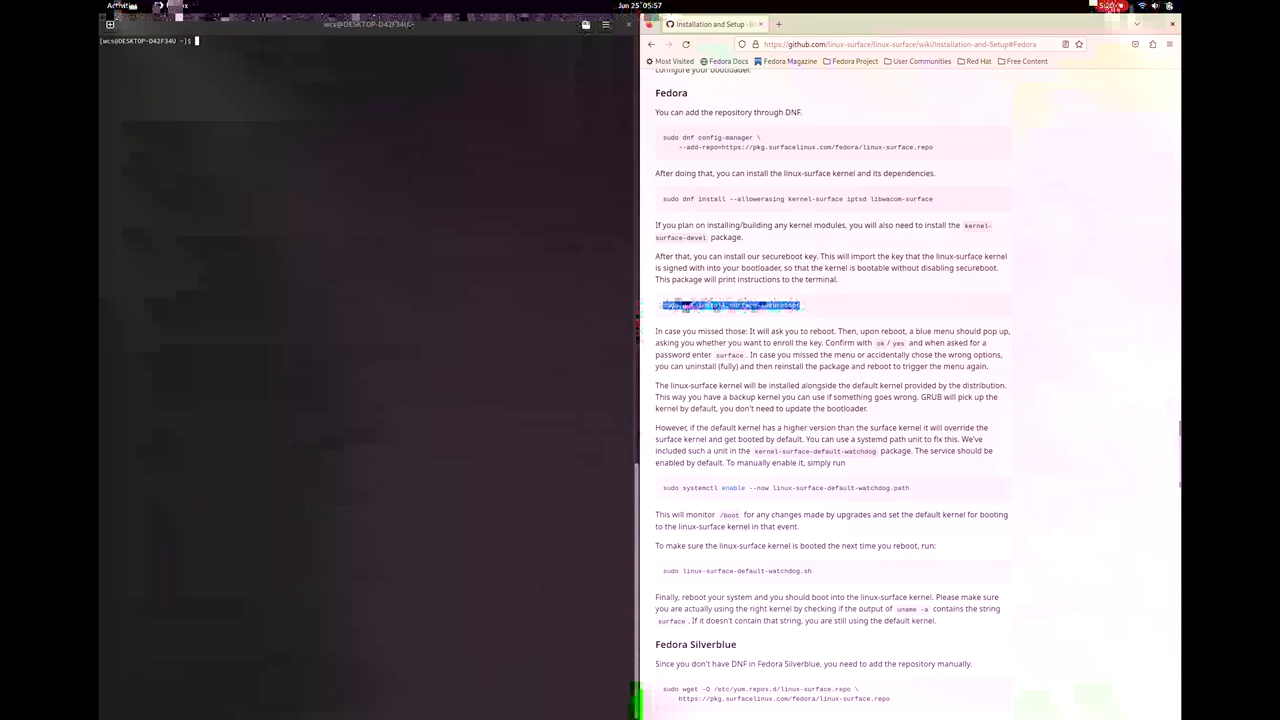 Activities
Jun 25 05:57
5:20
wcs@DESKTOP-D42F34U:~
[wcs@DESKTOP-D42F34U ~]$
Installation and Setup · li
https://github.com/linux-surface/linux-surface/wiki/Installation-and-Setup#Fedora
Most Visited Fedora Docs Fedora Magazine Fedora Project User Communities Red Hat Free Content
configure your bootloader.
Fedora
You can add the repository through DNF.
sudo dnf config-manager \
--add-repo=https://pkg.surfacelinux.com/fedora/linux-surface.repo
After doing that, you can install the linux-surface kernel and its dependencies.
sudo dnf install --allowerasing kernel-surface iptsd libwacom-surface
If you plan on installing/building any kernel modules, you will also need to install the kernel-
surface-devel package.
After that, you can install our secureboot key. This will import the key that the linux-surface kernel
is signed with into your bootloader, so that the kernel is bootable without disabling secureboot.
This package will print instructions to the terminal.
In case you missed those: It will ask you to reboot. Then, upon reboot, a blue menu should pop up,
asking you whether you want to enroll the key. Confirm with ok / yes and when asked for a
password enter surface . In case you missed the menu or accidentally chose the wrong options,
you can uninstall (fully) and then reinstall the package and reboot to trigger the menu again.
The linux-surface kernel will be installed alongside the default kernel provided by the distribution.
This way you have a backup kernel you can use if something goes wrong. GRUB will pick up the
kernel by default, you don't need to update the bootloader.
However, if the default kernel has a higher version than the surface kernel it will override the
surface kernel and get booted by default. You can use a systemd path unit to fix this. We've
included such a unit in the kernel-surface-default-watchdog package. The service should be
enabled by default. To manually enable it, simply run
sudo systemctl enable --now linux-surface-default-watchdog.path
This will monitor /boot for any changes made by upgrades and set the default kernel for booting
to the linux-surface kernel in that event.
To make sure the linux-surface kernel is booted the next time you reboot, run:
sudo linux-surface-default-watchdog.sh
Finally, reboot your system and you should boot into the linux-surface kernel. Please make sure
you are actually using the right kernel by checking if the output of uname -a contains the string
surface . If it doesn't contain that string, you are still using the default kernel.
Fedora Silverblue
Since you don't have DNF in Fedora Silverblue, you need to add the repository manually.
sudo wget -O /etc/yum.repos.d/linux-surface.repo \
https://pkg.surfacelinux.com/fedora/linux-surface.repo